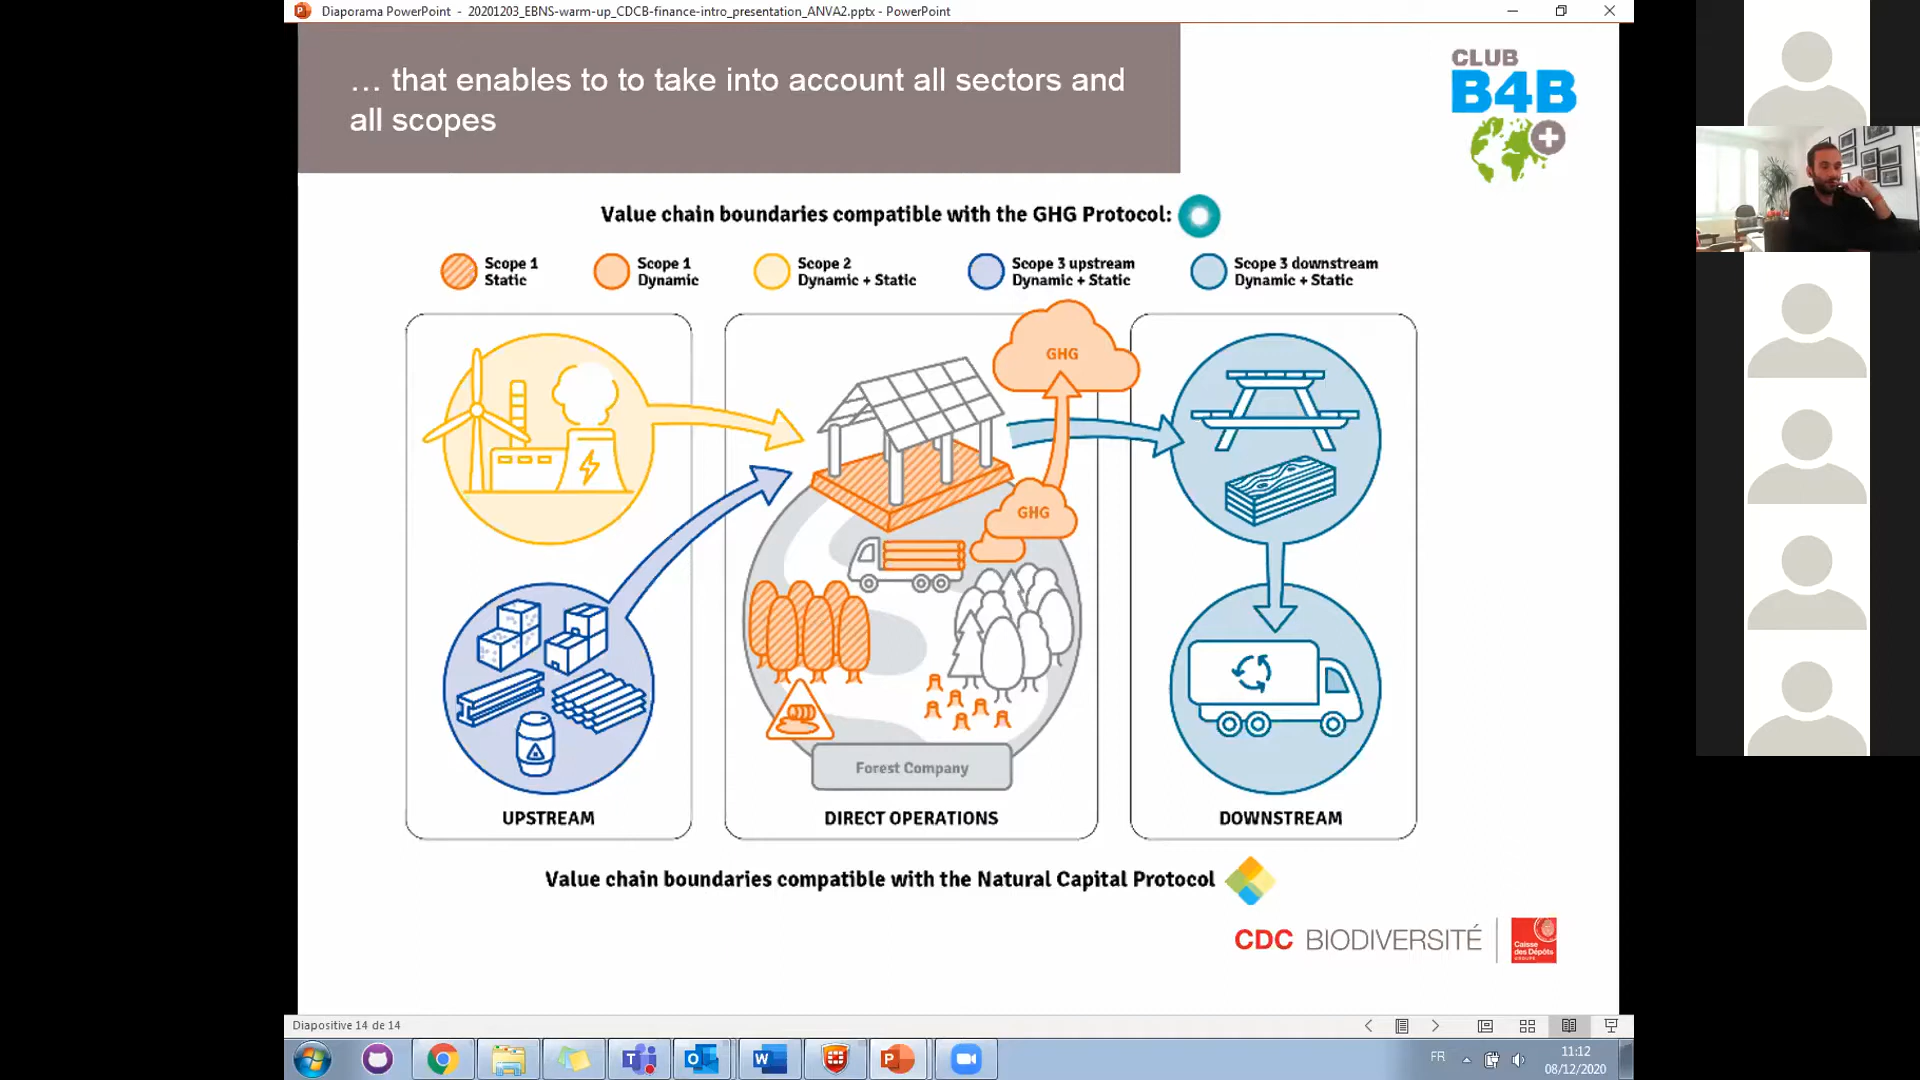 Diaporama PowerPoint - 20201203_EBNS-warm-up_CDCB-finance-intro_presentation_ANVA2.pptx - PowerPoint
... that enables to to take into account all sectors and
all scopes
CLUB
B4B
+
Value chain boundaries compatible with the GHG Protocol:
Scope 1
Static
Scope 1
Dynamic
Scope 2
Dynamic + Static
Scope 3 upstream
Dynamic + Static
Scope 3 downstream
Dynamic + Static
GHG
GHG
Forest Company
UPSTREAM
DIRECT OPERATIONS
DOWNSTREAM
Value chain boundaries compatible with the Natural Capital Protocol
CDC BIODIVERSITÉ
Caisse
des Dépôts
GROUPE
Diapositive 14 de 14
FR
11:12
08/12/2020